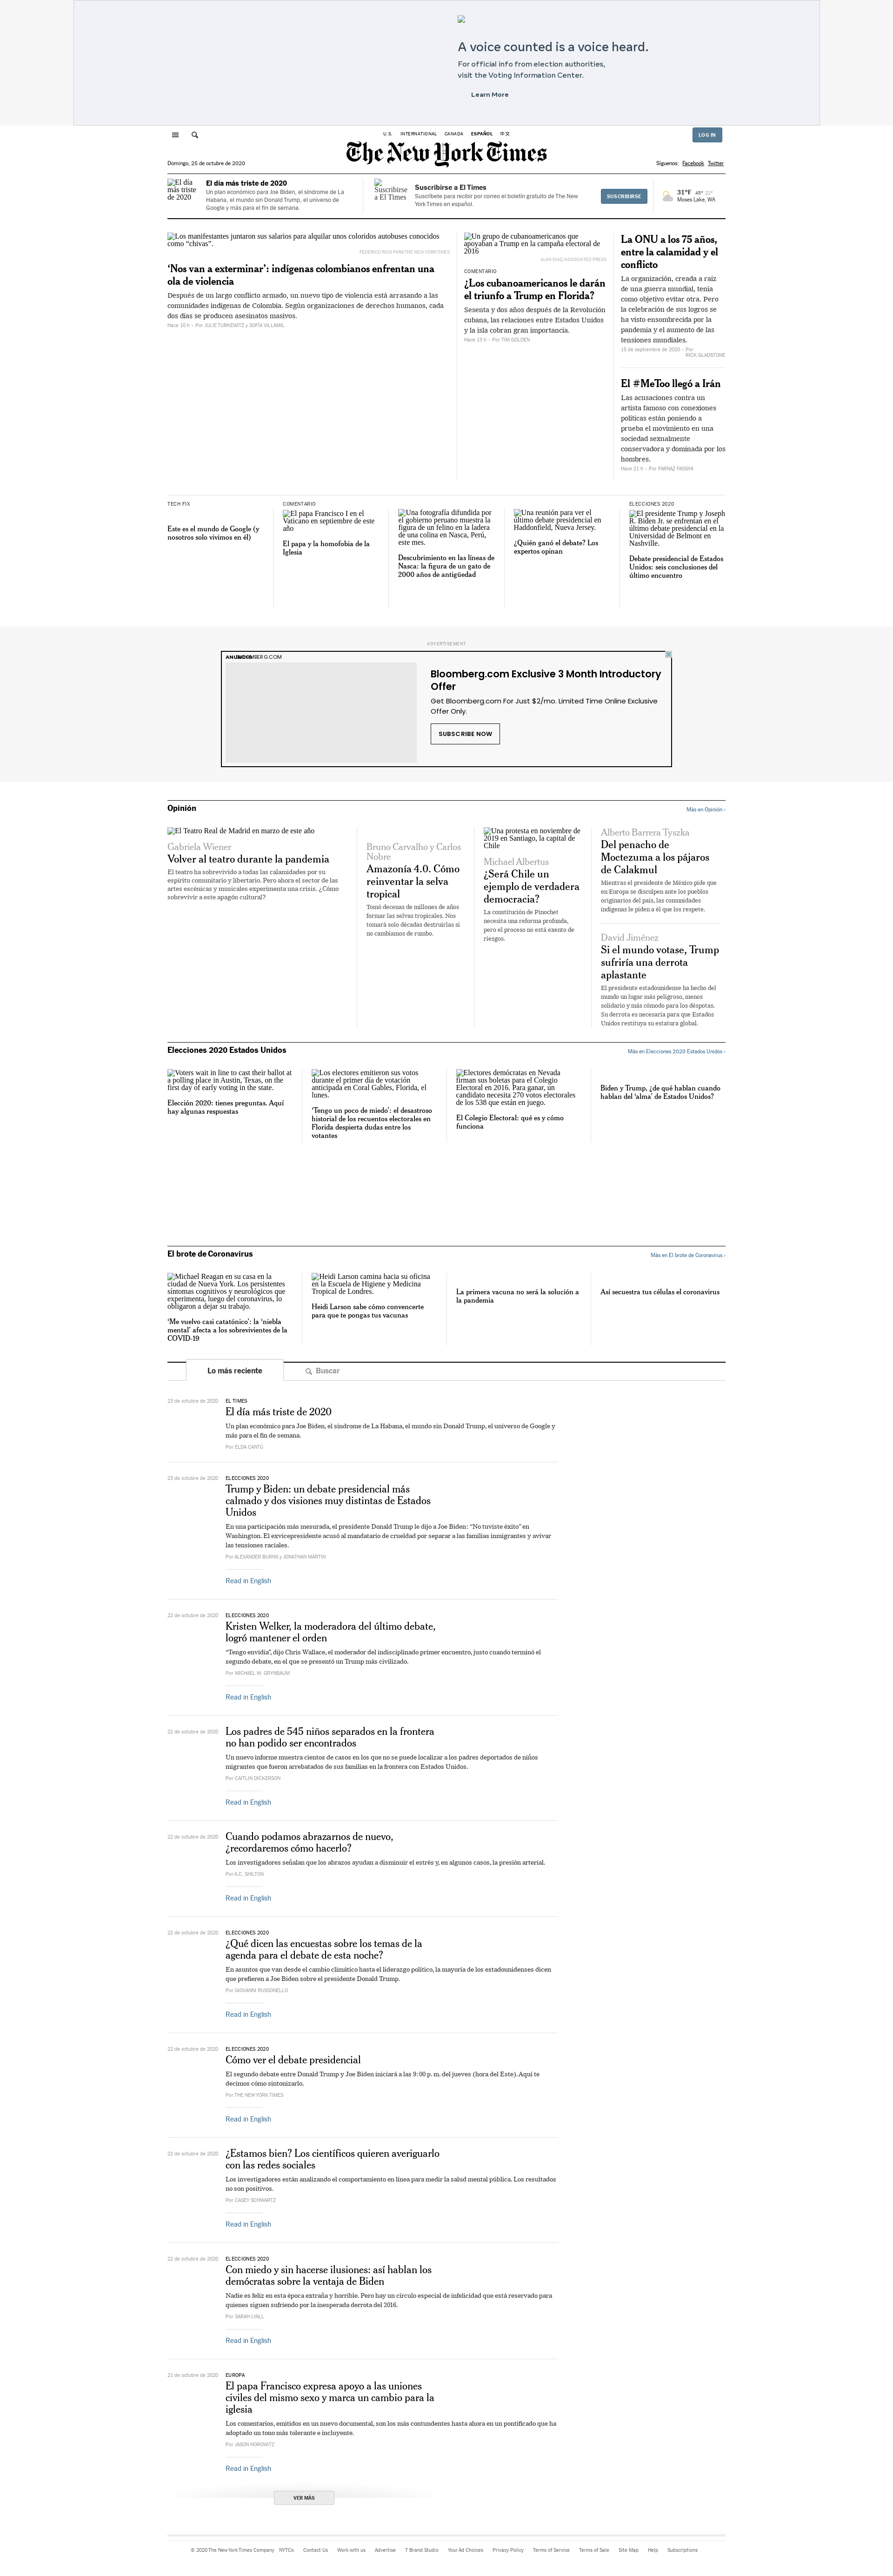 A voice counted is a voice heard.
For official info from election authorities,
visit the Voting Information Center.
Learn More
U.S. INTERNATIONAL CANADA ESPAÑOL 中文
LOG IN
The New York Times
Domingo, 25 de octubre de 2020
Síguenos: Facebook Twitter
El día más triste de 2020
El día más triste de 2020
Un plan económico para Joe Biden, el síndrome de La
Habana, el mundo sin Donald Trump, el universo de
Google y más para el fin de semana.
Suscribirse a El Times
Suscribirse a El Times
Suscríbete para recibir por correo el boletín gratuito de The New
York Times en español.
SUSCRIBIRSE
31°F 45° 22°
Moses Lake, WA
Los manifestantes juntaron sus salarios para alquilar unos coloridos autobuses conocidos
como “chivas”.
FEDERICO RIOS PARA THE NEW YORK TIMES
‘Nos van a exterminar’: indígenas colombianos enfrentan una
ola de violencia
Después de un largo conflicto armado, un nuevo tipo de violencia está arrasando a las
comunidades indígenas de Colombia. Según organizaciones de derechos humanos, cada
dos días se producen asesinatos masivos.
Hace 10 h - Por JULIE TURKEWITZ y SOFÍA VILLAMIL
Un grupo de cubanoamericanos que
apoyaban a Trump en la campaña electoral de
2016
ALAN DIAZ/ASSOCIATED PRESS
COMENTARIO
¿Los cubanoamericanos le darán
el triunfo a Trump en Florida?
Sesenta y dos años después de la Revolución
cubana, las relaciones entre Estados Unidos
y la isla cobran gran importancia.
Hace 19 h - Por TIM GOLDEN
La ONU a los 75 años,
entre la calamidad y el
conflicto
La organización, creada a raíz
de una guerra mundial, tenía
como objetivo evitar otra. Pero
la celebración de sus logros se
ha visto ensombrecida por la
pandemia y el aumento de las
tensiones mundiales.
15 de septiembre de 2020 - Por
RICK GLADSTONE
El #MeToo llegó a Irán
Las acusaciones contra un
artista famoso con conexiones
políticas están poniendo a
prueba el movimiento en una
sociedad sexualmente
conservadora y dominada por los
hombres.
Hace 21 h - Por FARNAZ FASSIHI
TECH FIX
Este es el mundo de Google (y
nosotros solo vivimos en él)
COMENTARIO
El papa Francisco I en el
Vaticano en septiembre de este
año
El papa y la homofobia de la
Iglesia
Una fotografía difundida por
el gobierno peruano muestra la
figura de un felino en la ladera
de una colina en Nasca, Perú,
este mes.
Descubrimiento en las líneas de
Nasca: la figura de un gato de
2000 años de antigüedad
Una reunión para ver el
último debate presidencial en
Haddonfield, Nueva Jersey.
¿Quién ganó el debate? Los
expertos opinan
ELECCIONES 2020
El presidente Trump y Joseph
R. Biden Jr. se enfrentan en el
último debate presidencial en la
Universidad de Belmont en
Nashville.
Debate presidencial de Estados
Unidos: seis conclusiones del
último encuentro
ADVERTISEMENT
Bloomberg.com Exclusive 3 Month Introductory
Offer
Get Bloomberg.com For Just $2/mo. Limited Time Online Exclusive
Offer Only.
SUBSCRIBE NOW
Opinión
Más en Opinión ›
El Teatro Real de Madrid en marzo de este año
Gabriela Wiener
Volver al teatro durante la pandemia
El teatro ha sobrevivido a todas las calamidades por su
espíritu comunitario y libertario. Pero ahora el sector de las
artes escénicas y musicales experimenta una crisis. ¿Cómo
sobrevivir a este apagón cultural?
Bruno Carvalho y Carlos
Nobre
Amazonía 4.0. Cómo
reinventar la selva
tropical
Tomó decenas de millones de años
formar las selvas tropicales. Nos
tomará solo décadas destruirlas si
no cambiamos de rumbo.
Una protesta en noviembre de
2019 en Santiago, la capital de
Chile
Michael Albertus
¿Será Chile un
ejemplo de verdadera
democracia?
La constitución de Pinochet
necesita una reforma profunda,
pero el proceso no está exento de
riesgos.
Alberto Barrera Tyszka
Del penacho de
Moctezuma a los pájaros
de Calakmul
Mientras el presidente de México pide que
en Europa se disculpen ante los pueblos
originarios del país, las comunidades
indígenas le piden a él que los respete.
David Jiménez
Si el mundo votase, Trump
sufriría una derrota
aplastante
El presidente estadounidense ha hecho del
mundo un lugar más peligroso, menos
solidario y más cómodo para los déspotas.
Su derrota es necesaria para que Estados
Unidos restituya su estatura global.
Elecciones 2020 Estados Unidos
Más en Elecciones 2020 Estados Unidos ›
Voters wait in line to cast their ballot at
a polling place in Austin, Texas, on the
first day of early voting in the state.
Elección 2020: tienes preguntas. Aquí
hay algunas respuestas
Los electores emitieron sus votos
durante el primer día de votación
anticipada en Coral Gables, Florida, el
lunes.
‘Tengo un poco de miedo’: el desastroso
historial de los recuentos electorales en
Florida despierta dudas entre los
votantes
Electores demócratas en Nevada
firman sus boletas para el Colegio
Electoral en 2016. Para ganar, un
candidato necesita 270 votos electorales
de los 538 que están en juego.
El Colegio Electoral: qué es y cómo
funciona
Biden y Trump, ¿de qué hablan cuando
hablan del ‘alma’ de Estados Unidos?
El brote de Coronavirus
Más en El brote de Coronavirus ›
Michael Reagan en su casa en la
ciudad de Nueva York. Los persistentes
síntomas cognitivos y neurológicos que
experimenta, luego del coronavirus, lo
obligaron a dejar su trabajo.
‘Me vuelvo casi catatónico’: la ‘niebla
mental’ afecta a los sobrevivientes de la
COVID-19
Heidi Larson camina hacia su oficina
en la Escuela de Higiene y Medicina
Tropical de Londres.
Heidi Larson sabe cómo convencerte
para que te pongas tus vacunas
La primera vacuna no será la solución a
la pandemia
Así secuestra tus células el coronavirus
Lo más reciente
Buscar
23 de octubre de 2020
EL TIMES
El día más triste de 2020
Un plan económico para Joe Biden, el síndrome de La Habana, el mundo sin Donald Trump, el universo de Google y
más para el fin de semana.
Por ELDA CANTÚ
23 de octubre de 2020
ELECCIONES 2020
Trump y Biden: un debate presidencial más
calmado y dos visiones muy distintas de Estados
Unidos
En una participación más mesurada, el presidente Donald Trump le dijo a Joe Biden: “No tuviste éxito” en
Washington. El exvicepresidente acusó al mandatario de crueldad por separar a las familias inmigrantes y avivar
las tensiones raciales.
Por ALEXANDER BURNS y JONATHAN MARTIN
Read in English
22 de octubre de 2020
ELECCIONES 2020
Kristen Welker, la moderadora del último debate,
logró mantener el orden
“Tengo envidia”, dijo Chris Wallace, el moderador del indisciplinado primer encuentro, justo cuando terminó el
segundo debate, en el que se presentó un Trump más civilizado.
Por MICHAEL M. GRYNBAUM
Read in English
22 de octubre de 2020
Los padres de 545 niños separados en la frontera
no han podido ser encontrados
Un nuevo informe muestra cientos de casos en los que no se puede localizar a los padres deportados de niños
migrantes que fueron arrebatados de sus familias en la frontera con Estados Unidos.
Por CAITLIN DICKERSON
Read in English
22 de octubre de 2020
Cuando podamos abrazarnos de nuevo,
¿recordaremos cómo hacerlo?
Los investigadores señalan que los abrazos ayudan a disminuir el estrés y, en algunos casos, la presión arterial.
Por A.C. SHILTON
Read in English
22 de octubre de 2020
ELECCIONES 2020
¿Qué dicen las encuestas sobre los temas de la
agenda para el debate de esta noche?
En asuntos que van desde el cambio climático hasta el liderazgo político, la mayoría de los estadounidenses dicen
que prefieren a Joe Biden sobre el presidente Donald Trump.
Por GIOVANNI RUSSONELLO
Read in English
22 de octubre de 2020
ELECCIONES 2020
Cómo ver el debate presidencial
El segundo debate entre Donald Trump y Joe Biden iniciará a las 9:00 p. m. del jueves (hora del Este). Aquí te
decimos cómo sintonizarlo.
Por THE NEW YORK TIMES
Read in English
22 de octubre de 2020
¿Estamos bien? Los científicos quieren averiguarlo
con las redes sociales
Los investigadores están analizando el comportamiento en línea para medir la salud mental pública. Los resultados
no son positivos.
Por CASEY SCHWARTZ
Read in English
22 de octubre de 2020
ELECCIONES 2020
Con miedo y sin hacerse ilusiones: así hablan los
demócratas sobre la ventaja de Biden
Nadie es feliz en esta época extraña y horrible. Pero hay un círculo especial de infelicidad que está reservado para
quienes siguen sufriendo por la inesperada derrota del 2016.
Por SARAH LYALL
Read in English
21 de octubre de 2020
EUROPA
El papa Francisco expresa apoyo a las uniones
civiles del mismo sexo y marca un cambio para la
iglesia
Los comentarios, emitidos en un nuevo documental, son los más contundentes hasta ahora en un pontificado que ha
adoptado un tono más tolerante e incluyente.
Por JASON HOROWITZ
Read in English
VER MÁS
© 2020 The New York Times Company NYTCo Contact Us Work with us Advertise T Brand Studio Your Ad Choices Privacy Policy Terms of Service Terms of Sale Site Map Help Subscriptions